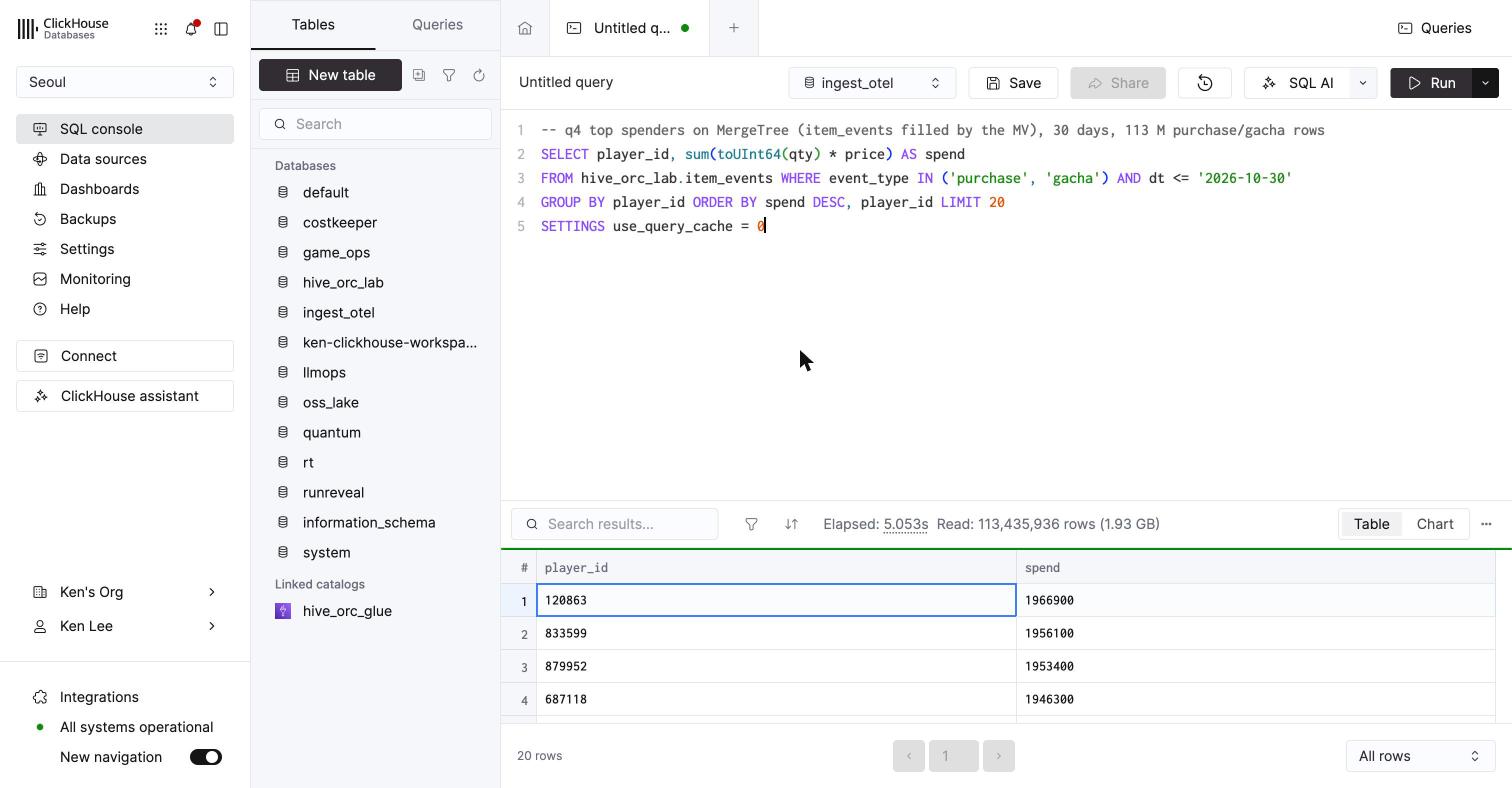 ClickHouse
Databases
Seoul
SQL console
Data sources
Dashboards
Backups
Settings
Monitoring
Help
Connect
ClickHouse assistant
Ken's Org
Ken Lee
Integrations
All systems operational
New navigation
Tables Queries
New table
Search
Databases
default
costkeeper
game_ops
hive_orc_lab
ingest_otel
ken-clickhouse-workspa...
llmops
oss_lake
quantum
rt
runreveal
information_schema
system
Linked catalogs
hive_orc_glue
Untitled q... + Queries
Untitled query ingest_otel Save Share SQL AI Run
1 -- q4 top spenders on MergeTree (item_events filled by the MV), 30 days, 113 M purchase/gacha rows
2 SELECT player_id, sum(toUInt64(qty) * price) AS spend
3 FROM hive_orc_lab.item_events WHERE event_type IN ('purchase', 'gacha') AND dt <= '2026-10-30'
4 GROUP BY player_id ORDER BY spend DESC, player_id LIMIT 20
5 SETTINGS use_query_cache = 0
Search results... Elapsed: 5.053s Read: 113,435,936 rows (1.93 GB) Table Chart ...
# player_id spend
1 120863 1966900
2 833599 1956100
3 879952 1953400
4 687118 1946300
20 rows ‹ 1 › All rows